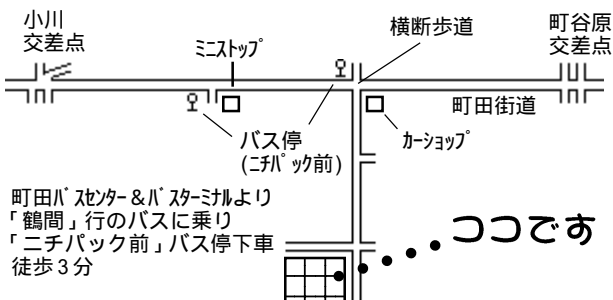 小川
交差点
ﾐﾆｽﾄｯﾌﾟ
横断歩道
町谷原
交差点
町田街道
バス停
(ﾆﾁﾊﾟｯｸ前)
ｶｰｼｮｯﾌﾟ
町田ﾊﾞｽｾﾝﾀｰ＆ﾊﾞｽﾀｰﾐﾅﾙより
「鶴間」行のバスに乗り
「ニチパック前」バス停下車
徒歩３分
ココです